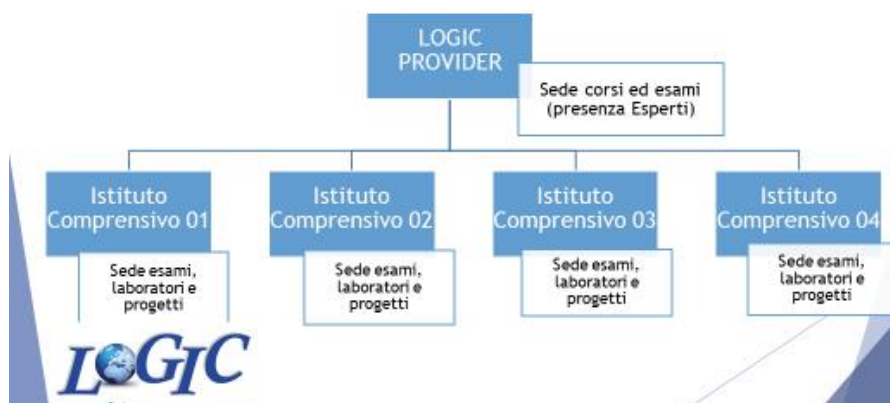 LOGIC
PROVIDER
Sede corsi ed esami
(presenza Esperti)
Istituto
Comprensivo 01
Istituto
Comprensivo 02
Istituto
Comprensivo 03
Istituto
Comprensivo 04
Sede esami,
laboratori e
progetti
Sede esami,
laboratori e
progetti
Sede esami,
laboratori e
progetti
Sede esami,
laboratori e
progetti
LOGIC